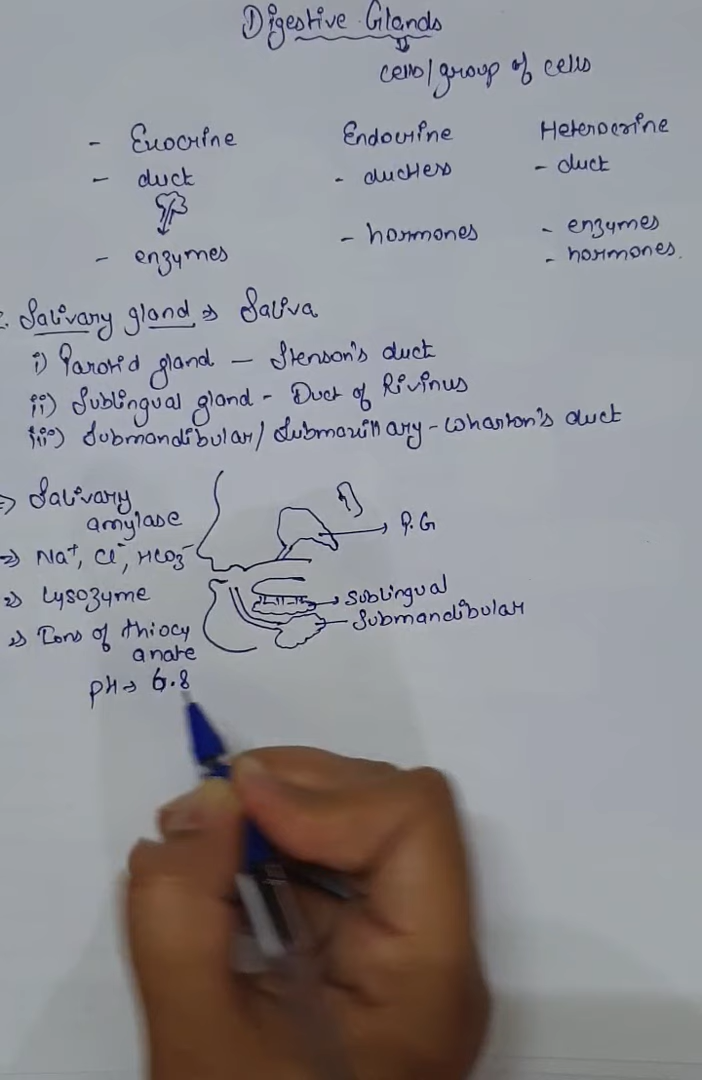 Digestive Glands
cells/group of cells
- Exocrine Endocrine Heterocrine
- duct - ductless - duct
- enzymes - hormones - enzymes
- hormones.
Salivary gland → Saliva
i) Parotid gland — Stenson's duct
ii) Sublingual gland - Duct of Rivinus
iii) Submandibular/Submaxillary - Wharton's duct
⇒ Salivary
amylase
P.G
⇒ Na⁺, Cl⁻, HCO₃⁻
⇒ Lysozyme
Sublingual
Submandibular
⇒ Ions of thiocy
anate
pH → 6.8